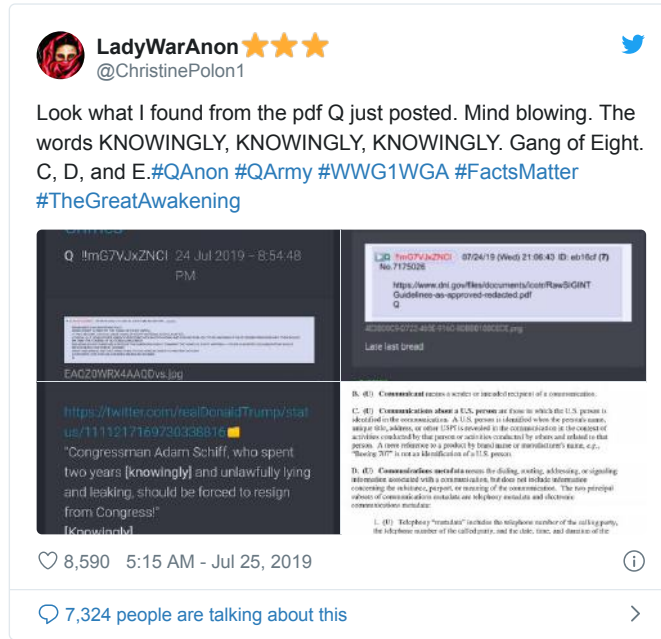 LadyWarAnon
@ChristinePolon1
Look what I found from the pdf Q just posted. Mind blowing. The
words KNOWINGLY, KNOWINGLY, KNOWINGLY. Gang of Eight.
C, D, and E.#QAnon #QArmy #WWG1WGA #FactsMatter
#TheGreatAwakening
Q !!mG7VJxZNCI 24 Jul 2019 - 8:54:48
PM
EAQZ0WRX4AAQDvs.jpg
!!mG7VJxZNCI 07/24/19 (Wed) 21:06:43 ID: eb16cf (7)
No.7175026
https://www.dni.gov/files/documents/icotr/RawSIGINT
Guidelines-as-approved-redacted.pdf
Q
Late last bread
https://twitter.com/realDonaldTrump/stat
us/1111217169730338816
"Congressman Adam Schiff, who spent
two years [knowingly] and unlawfully lying
and leaking, should be forced to resign
from Congress!"
[Knowingly]
B. (U) Communicant means a sender or intended recipient of a communication.
C. (U) Communications about a U.S. person are those in which the U.S. person is
identified in the communication. A U.S. person is identified when the person's name,
unique title, address, or other USPI is revealed in the communication in the context of
activities conducted by that person or activities conducted by others and related to that
person. A mere reference to a product by brand name or manufacturer's name, e.g.,
"Boeing 707" is not an identification of a U.S. person.
D. (U) Communications metadata means the dialing, routing, addressing, or signaling
information associated with a communication, but does not include information
concerning the substance, purport, or meaning of the communication. The two principal
subsets of communications metadata are telephony metadata and electronic
communications metadata:
1. (U) Telephony "metadata" includes the telephone number of the calling party,
the telephone number of the called party, and the date, time, and duration of the
8,590 5:15 AM - Jul 25, 2019
7,324 people are talking about this